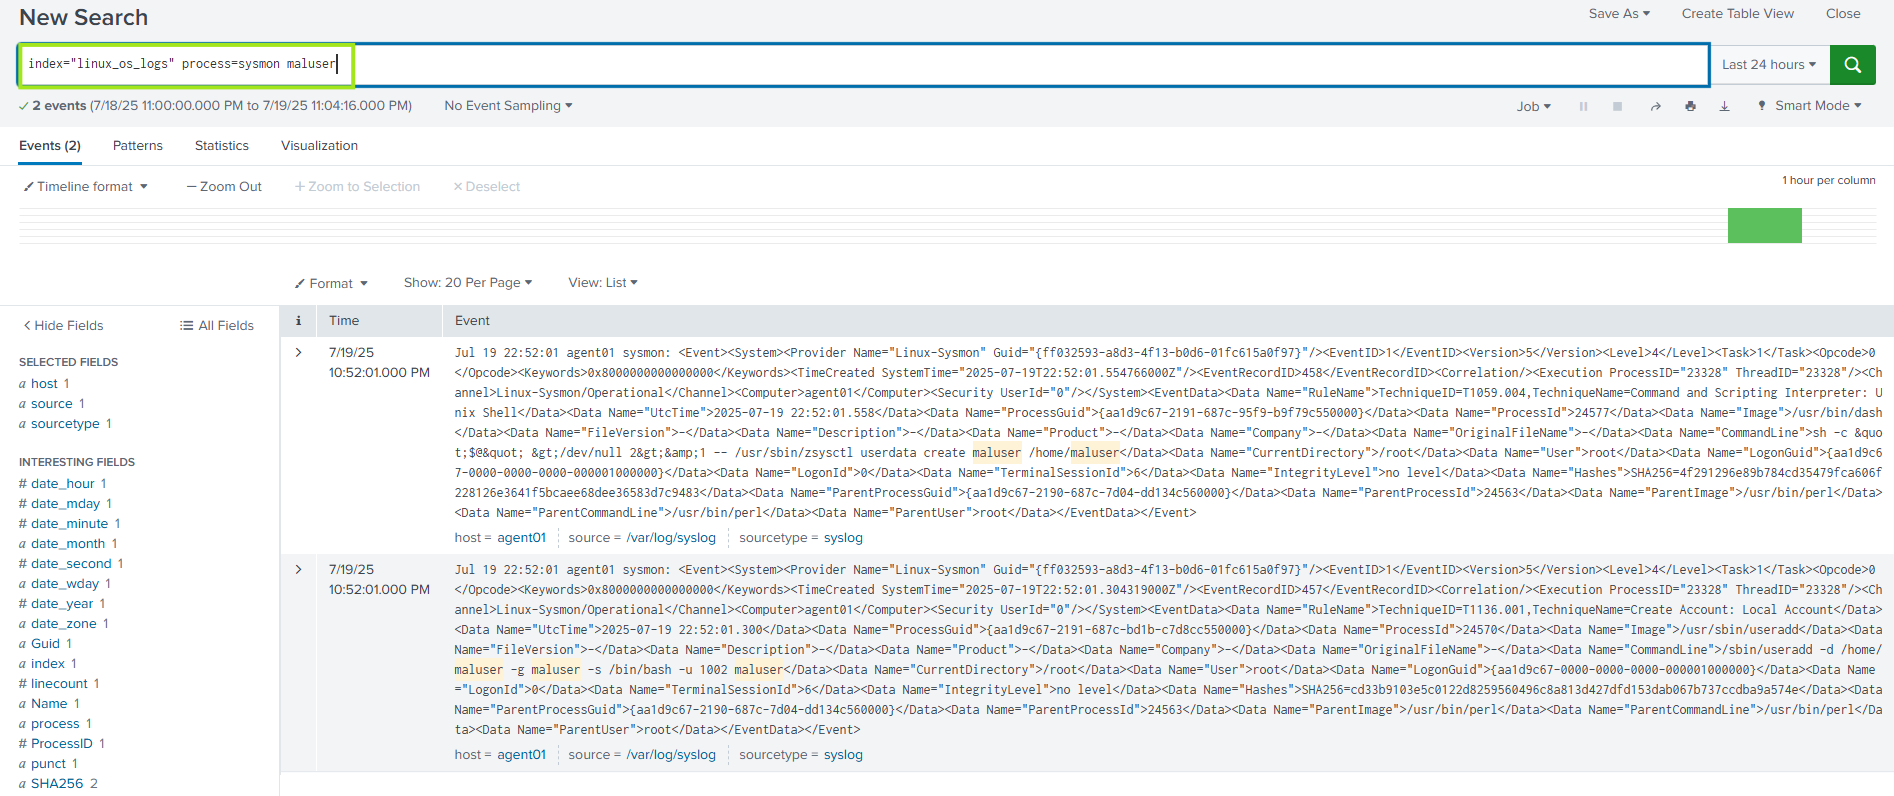 New Search
Save As
Create Table View
Close
index="linux_os_logs" process=sysmon maluser
Last 24 hours
2 events (7/18/25 11:00:00.000 PM to 7/19/25 11:04:16.000 PM)
No Event Sampling
Job
Smart Mode
Events (2)
Patterns
Statistics
Visualization
Timeline format
— Zoom Out
+ Zoom to Selection
× Deselect
1 hour per column
Format
Show: 20 Per Page
View: List
< Hide Fields
All Fields
SELECTED FIELDS
a host 1
a source 1
a sourcetype 1
INTERESTING FIELDS
# date_hour 1
# date_mday 1
# date_minute 1
a date_month 1
# date_second 1
a date_wday 1
# date_year 1
a date_zone 1
a Guid 1
a index 1
# linecount 1
a Name 1
a process 1
# ProcessID 1
a punct 1
a SHA256 2
i
Time
Event
7/19/25
10:52:01.000 PM
Jul 19 22:52:01 agent01 sysmon: <Event><System><Provider Name="Linux-Sysmon" Guid="{ff032593-a8d3-4f13-b0d6-01fc615a0f97}"/><EventID>1</EventID><Version>5</Version><Level>4</Level><Task>1</Task><Opcode>0
</Opcode><Keywords>0x8000000000000000</Keywords><TimeCreated SystemTime="2025-07-19T22:52:01.554766000Z"/><EventRecordID>458</EventRecordID><Correlation/><Execution ProcessID="23328" ThreadID="23328"/><Ch
annel>Linux-Sysmon/Operational</Channel><Computer>agent01</Computer><Security UserId="0"/></System><EventData><Data Name="RuleName">TechniqueID=T1059.004,TechniqueName=Command and Scripting Interpreter: U
nix Shell</Data><Data Name="UtcTime">2025-07-19 22:52:01.558</Data><Data Name="ProcessGuid">{aa1d9c67-2191-687c-95f9-b9f79c550000}</Data><Data Name="ProcessId">24577</Data><Data Name="Image">/usr/bin/dash
</Data><Data Name="FileVersion">-</Data><Data Name="Description">-</Data><Data Name="Product">-</Data><Data Name="Company">-</Data><Data Name="OriginalFileName">-</Data><Data Name="CommandLine">sh -c &quo
t;$@&quot; &gt;/dev/null 2&gt;&amp;1 -- /usr/sbin/zsysctl userdata create maluser /home/maluser</Data><Data Name="CurrentDirectory">/root</Data><Data Name="User">root</Data><Data Name="LogonGuid">{aa1d9c6
7-0000-0000-0000-000001000000}</Data><Data Name="LogonId">0</Data><Data Name="TerminalSessionId">6</Data><Data Name="IntegrityLevel">no level</Data><Data Name="Hashes">SHA256=4f291296e89b784cd35479fca606f
228126e3641f5bcaee68dee36583d7c9483</Data><Data Name="ParentProcessGuid">{aa1d9c67-2190-687c-7d04-dd134c560000}</Data><Data Name="ParentProcessId">24563</Data><Data Name="ParentImage">/usr/bin/perl</Data>
<Data Name="ParentCommandLine">/usr/bin/perl</Data><Data Name="ParentUser">root</Data></EventData></Event>
host = agent01
source = /var/log/syslog
sourcetype = syslog
7/19/25
10:52:01.000 PM
Jul 19 22:52:01 agent01 sysmon: <Event><System><Provider Name="Linux-Sysmon" Guid="{ff032593-a8d3-4f13-b0d6-01fc615a0f97}"/><EventID>1</EventID><Version>5</Version><Level>4</Level><Task>1</Task><Opcode>0
</Opcode><Keywords>0x8000000000000000</Keywords><TimeCreated SystemTime="2025-07-19T22:52:01.304319000Z"/><EventRecordID>457</EventRecordID><Correlation/><Execution ProcessID="23328" ThreadID="23328"/><Ch
annel>Linux-Sysmon/Operational</Channel><Computer>agent01</Computer><Security UserId="0"/></System><EventData><Data Name="RuleName">TechniqueID=T1136.001,TechniqueName=Create Account: Local Account</Data>
<Data Name="UtcTime">2025-07-19 22:52:01.300</Data><Data Name="ProcessGuid">{aa1d9c67-2191-687c-bd1b-c7d8cc550000}</Data><Data Name="ProcessId">24570</Data><Data Name="Image">/usr/sbin/useradd</Data><Data
Name="FileVersion">-</Data><Data Name="Description">-</Data><Data Name="Product">-</Data><Data Name="Company">-</Data><Data Name="OriginalFileName">-</Data><Data Name="CommandLine">/sbin/useradd -d /home/
maluser -g maluser -s /bin/bash -u 1002 maluser</Data><Data Name="CurrentDirectory">/root</Data><Data Name="User">root</Data><Data Name="LogonGuid">{aa1d9c67-0000-0000-0000-000001000000}</Data><Data Name
="LogonId">0</Data><Data Name="TerminalSessionId">6</Data><Data Name="IntegrityLevel">no level</Data><Data Name="Hashes">SHA256=cd33b9103e5c0122d8259560496c8a813d427dfd153dab067b737ccdba9a574e</Data><Data
Name="ParentProcessGuid">{aa1d9c67-2190-687c-7d04-dd134c560000}</Data><Data Name="ParentProcessId">24563</Data><Data Name="ParentImage">/usr/bin/perl</Data><Data Name="ParentCommandLine">/usr/bin/perl</Da
ta><Data Name="ParentUser">root</Data></EventData></Event>
host = agent01
source = /var/log/syslog
sourcetype = syslog